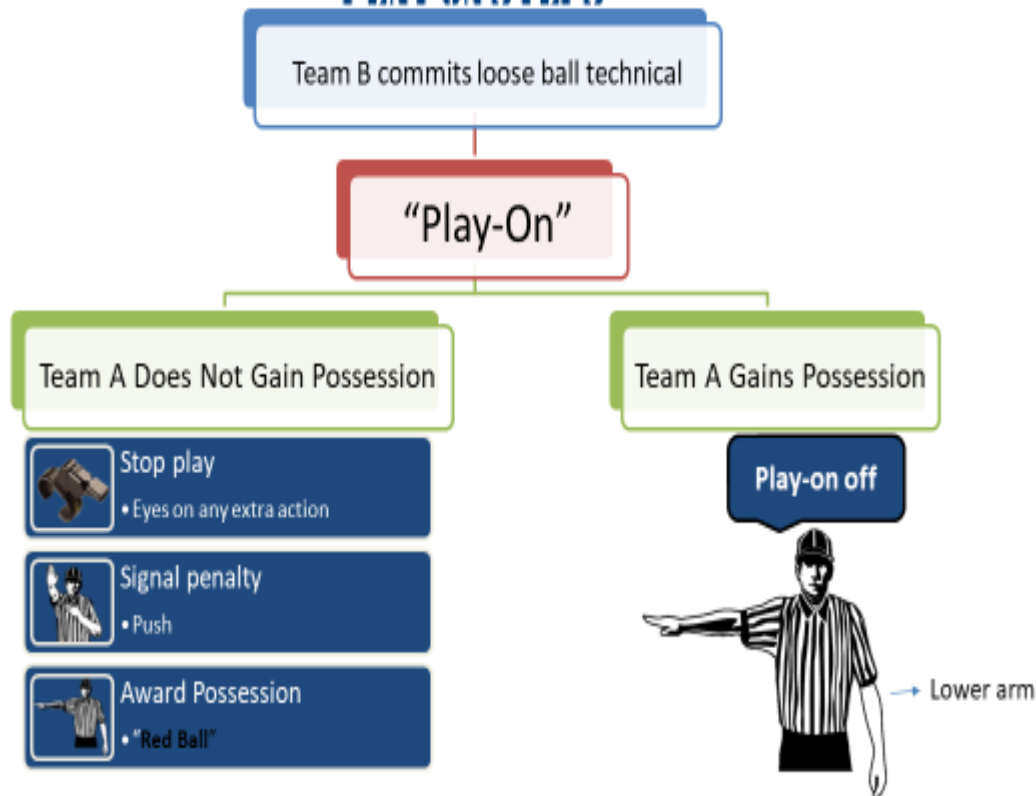 Team B commits loose ball technical
“Play-On”
Team A Does Not Gain Possession
Stop play
• Eyes on any extra action
Signal penalty
• Push
Award Possession
• “Red Ball”
Team A Gains Possession
Play-on off
Lower arm